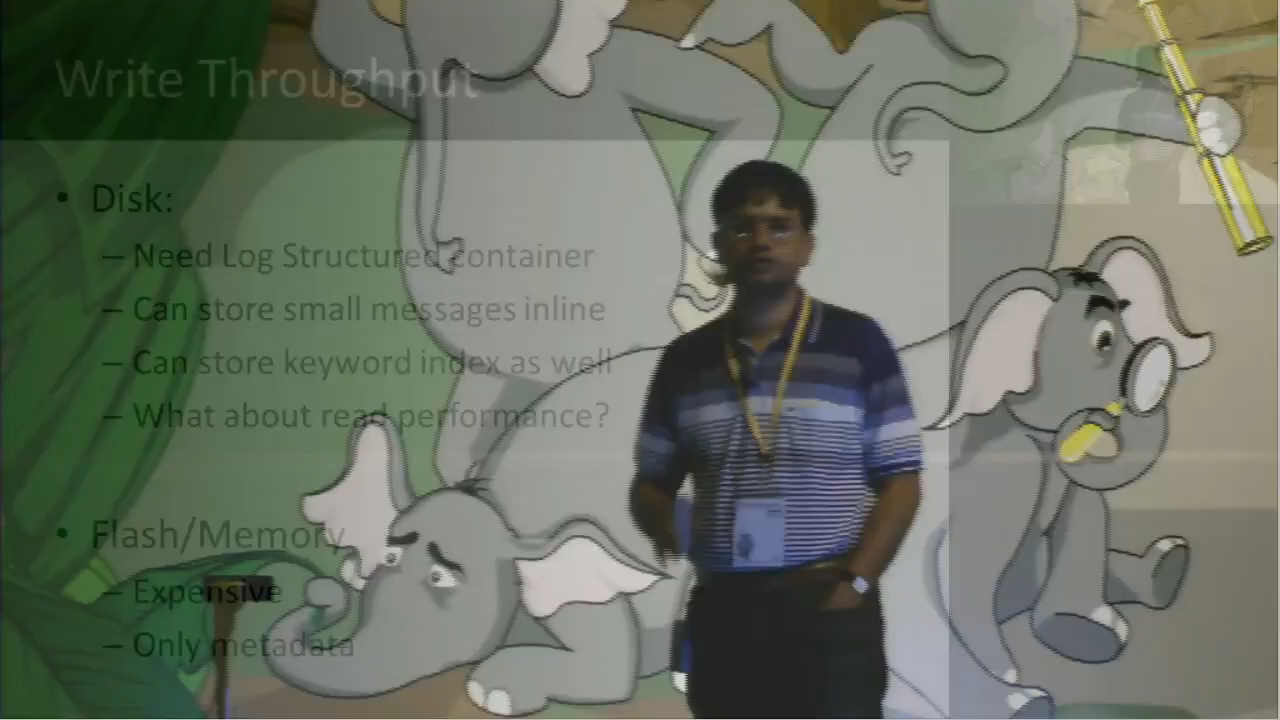 Write Throughput
• Disk:
– Need Log Structured Container
– Can store small messages inline
– Can store keyword index as well
– What about read performance?
• Flash/Memory
– Expensive
– Only metadata